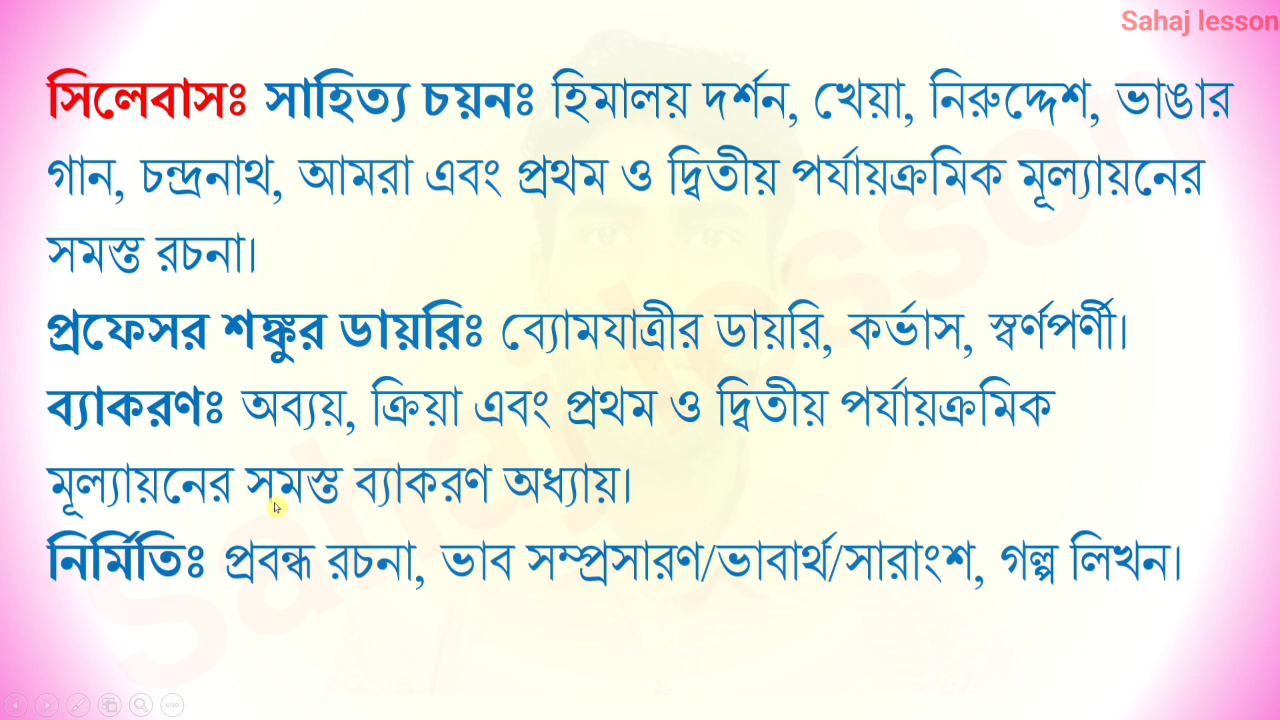 Sahaj lesson
সিলেবাসঃ সাহিত্য চয়নঃ হিমালয় দর্শন, খেয়া, নিরুদ্দেশ, ভাঙার
গান, চন্দ্রনাথ, আমরা এবং প্রথম ও দ্বিতীয় পর্যায়ক্রমিক মূল্যায়নের
সমস্ত রচনা।
প্রফেসর শঙ্কুর ডায়রিঃ ব্যোমযাত্রীর ডায়রি, কর্ভাস, স্বর্ণপর্ণী।
ব্যাকরণঃ অব্যয়, ক্রিয়া এবং প্রথম ও দ্বিতীয় পর্যায়ক্রমিক
মূল্যায়নের সমস্ত ব্যাকরণ অধ্যায়।
নির্মিতিঃ প্রবন্ধ রচনা, ভাব সম্প্রসারণ/ভাবার্থ/সারাংশ, গল্প লিখন।
Sahaj lesson